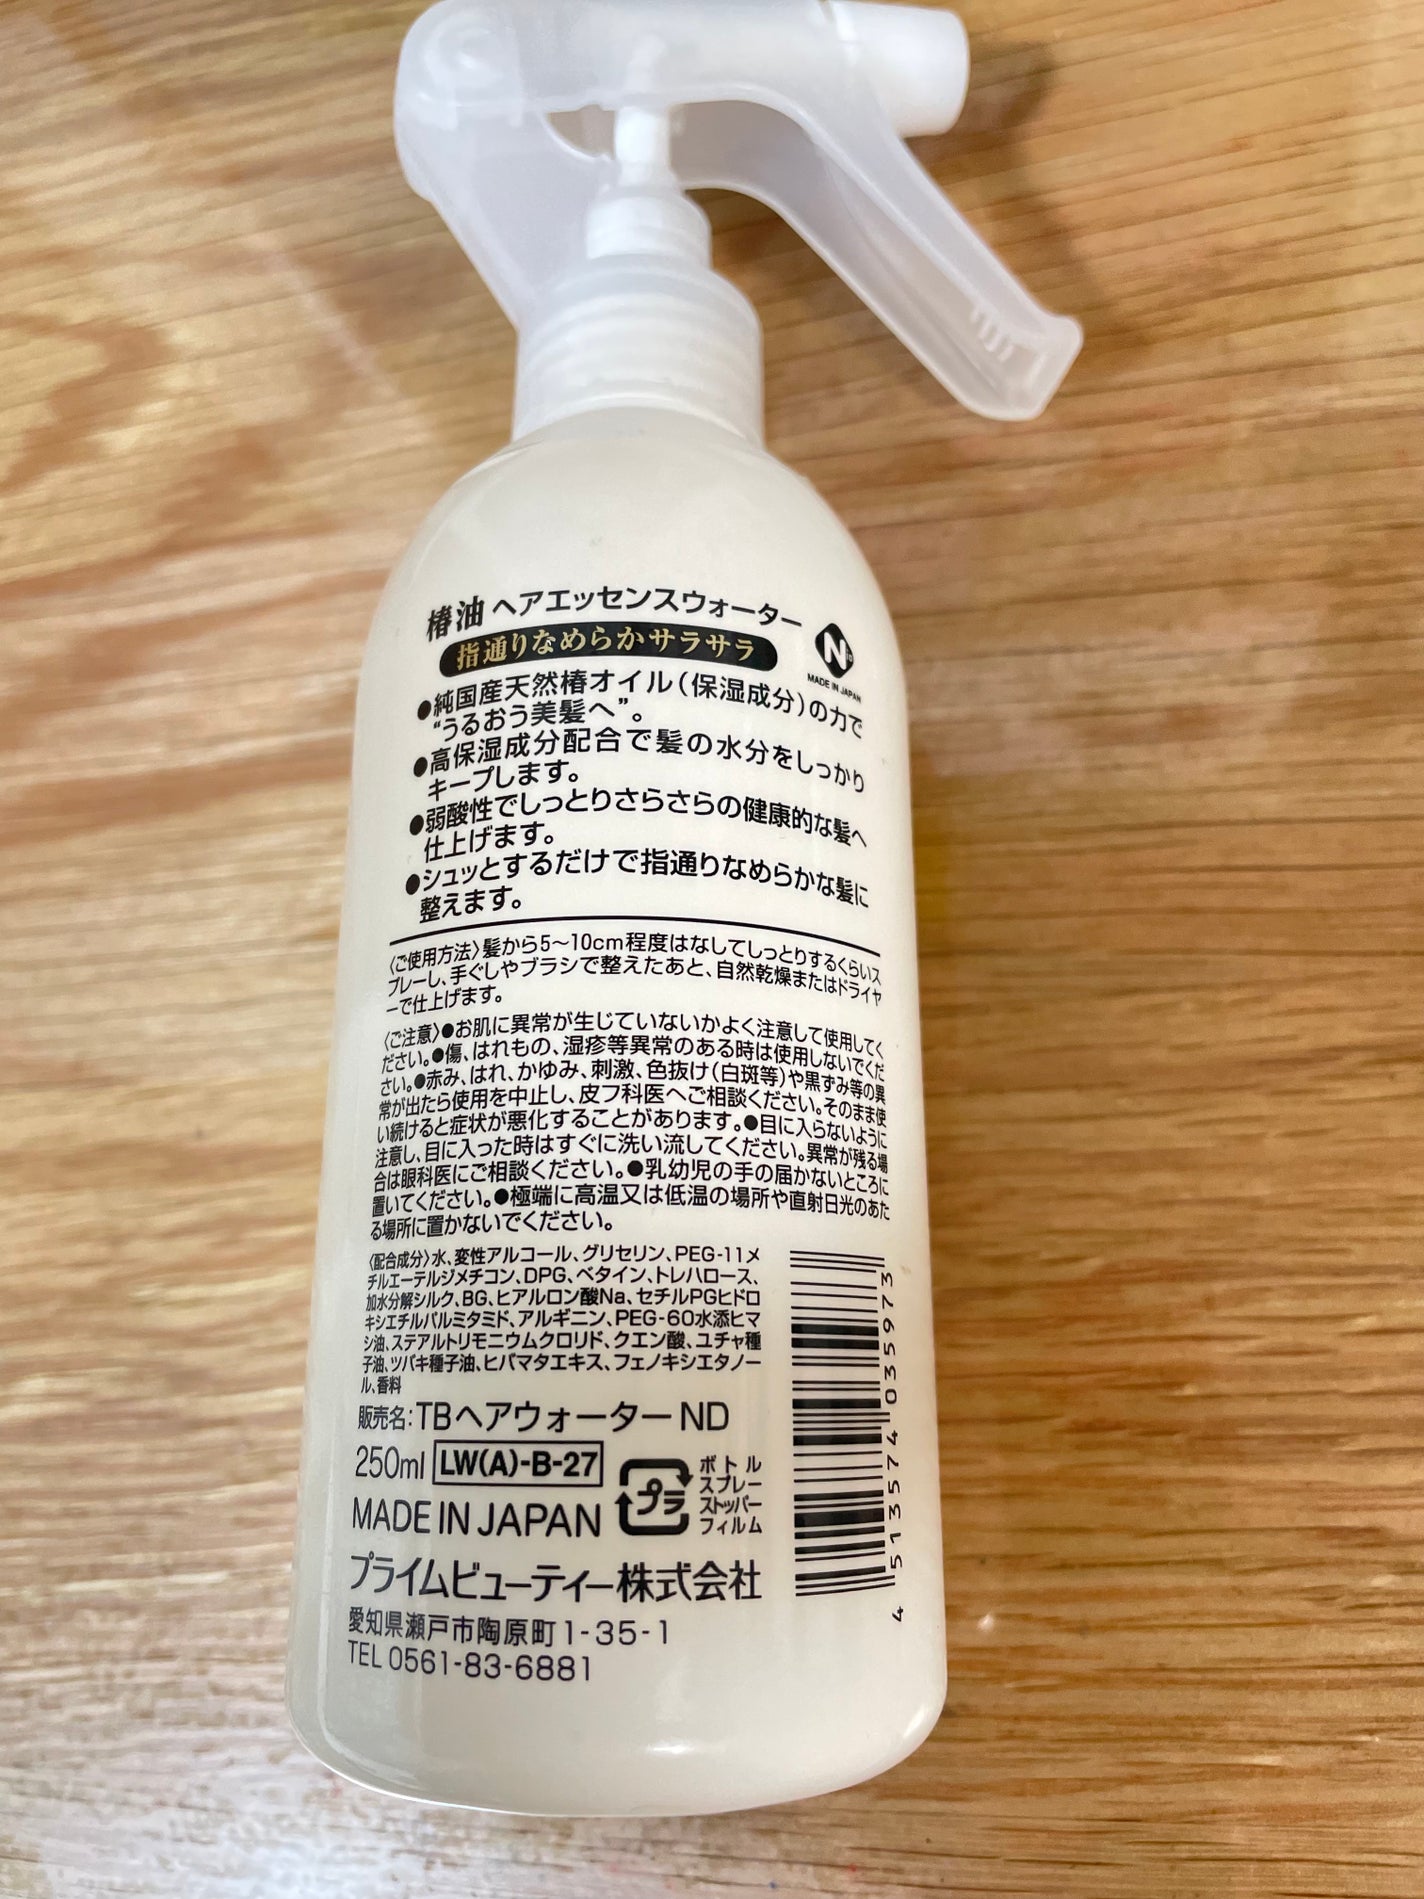 椿油 ヘアエッセンスウォーター
指通りなめらかサラサラ
N
MADE IN JAPAN
●純国産天然椿オイル(保湿成分)の力で
“うるおう美髪へ”。
●高保湿成分配合で髪の水分をしっかり
キープします。
●弱酸性でしっとりさらさらの健康的な髪へ
仕上げます。
●シュッとするだけで指通りなめらかな髪に
整えます。
〈ご使用方法〉髪から5〜10cm程度はなしてしっとりするくらいス
プレーし、手ぐしやブラシで整えたあと、自然乾燥またはドライヤ
ーで仕上げます。
〈ご注意〉●お肌に異常が生じていないかよく注意して使用してく
ださい。●傷、はれもの、湿疹等異常のある時は使用しないでくだ
さい。●赤み、はれ、かゆみ、刺激、色抜け(白斑等)や黒ずみ等の異
常が出たら使用を中止し、皮フ科医へご相談ください。そのまま使
い続けると症状が悪化することがあります。●目に入らないように
注意し、目に入った時はすぐに洗い流してください。異常が残る場
合は眼科医にご相談ください。●乳幼児の手の届かないところに
置いてください。●極端に高温又は低温の場所や直射日光のあた
る場所に置かないでください。
〈配合成分〉水、変性アルコール、グリセリン、PEG-11メ
チルエーテルジメチコン、DPG、ベタイン、トレハロース、
加水分解シルク、BG、ヒアルロン酸Na、セチルPGヒドロ
キシエチルパルミタミド、アルギニン、PEG-60水添ヒマ
シ油、ステアルトリモニウムクロリド、クエン酸、ユチャ種
子油、ツバキ種子油、ヒバマタエキス、フェノキシエタノー
ル、香料
販売名:TBヘアウォーターND
250ml LW(A)-B-27
MADE IN JAPAN
プラ
ボトル
スプレー
ストッパー
フィルム
プライムビューティー株式会社
愛知県瀬戸市陶原町1-35-1
TEL 0561-83-6881
4 513574 035973